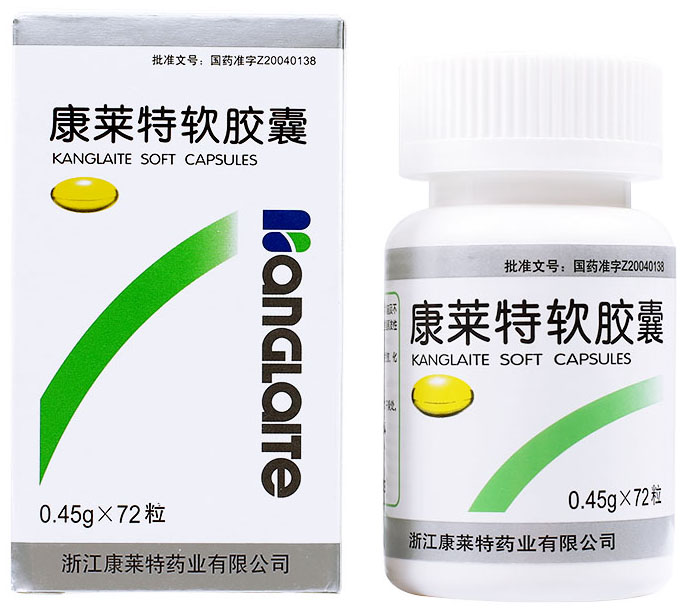 批准文号：国药准字Z20040138
康莱特软胶囊
KANGLAITE SOFT CAPSULES
Kanglaite
0.45g×72粒
浙江康莱特药业有限公司
批准文号：国药准字Z20040138
康莱特软胶囊
KANGLAITE SOFT CAPSULES
0.45g×72粒
浙江康莱特药业有限公司